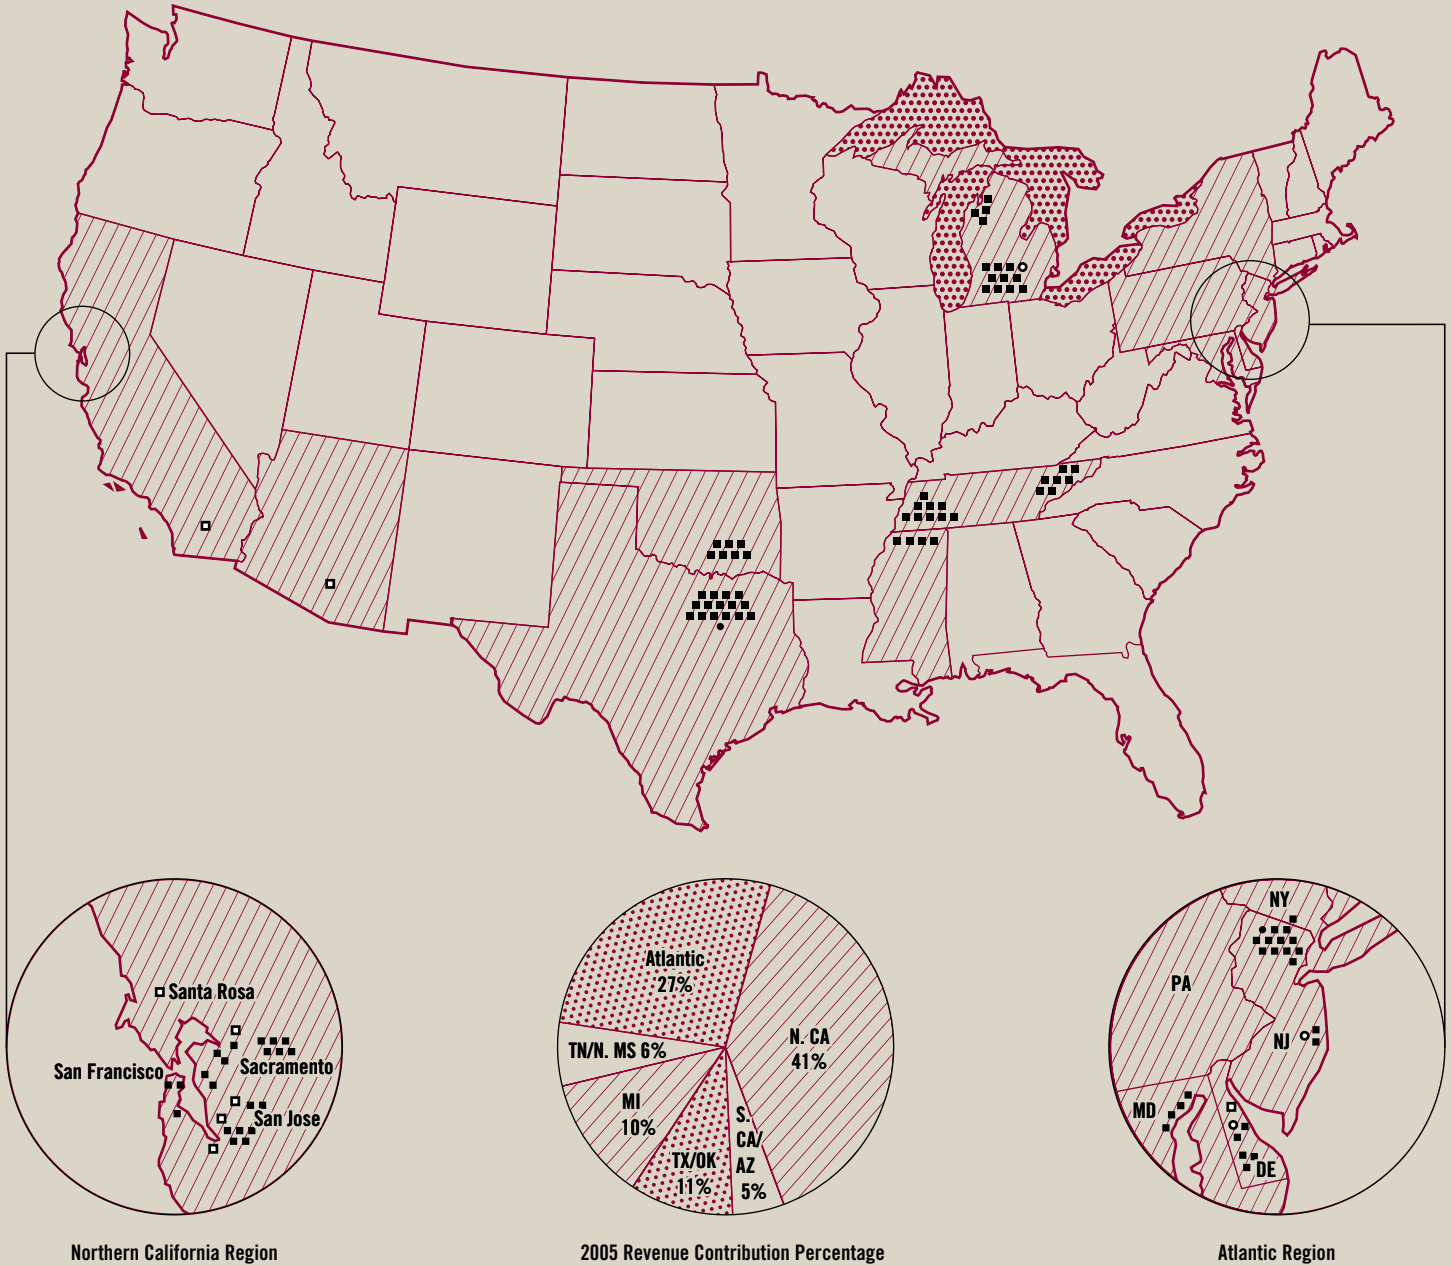 Santa Rosa
San Francisco
Sacramento
San Jose
Northern California Region
Atlantic
27%
N. CA
41%
TN/N. MS 6%
MI
10%
TX/OK
11%
S.
CA/
AZ
5%
2005 Revenue Contribution Percentage
NY
PA
NJ
MD
DE
Atlantic Region